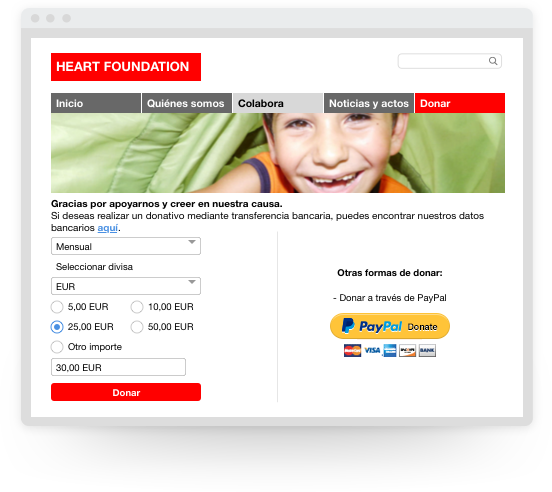 HEART FOUNDATION
Inicio
Quiénes somos
Colabora
Noticias y actos
Donar
Gracias por apoyarnos y creer en nuestra causa.
Si deseas realizar un donativo mediante transferencia bancaria, puedes encontrar nuestros datos
bancarios aquí.
Mensual
Seleccionar divisa
EUR
5,00 EUR
10,00 EUR
25,00 EUR
50,00 EUR
Otro importe
30,00 EUR
Donar
Otras formas de donar:
- Donar a través de PayPal
PayPal Donate
VISA
BANK